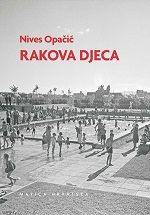 Nives Opačić
RAKOVA DJECA
MATICA HRVATSKA